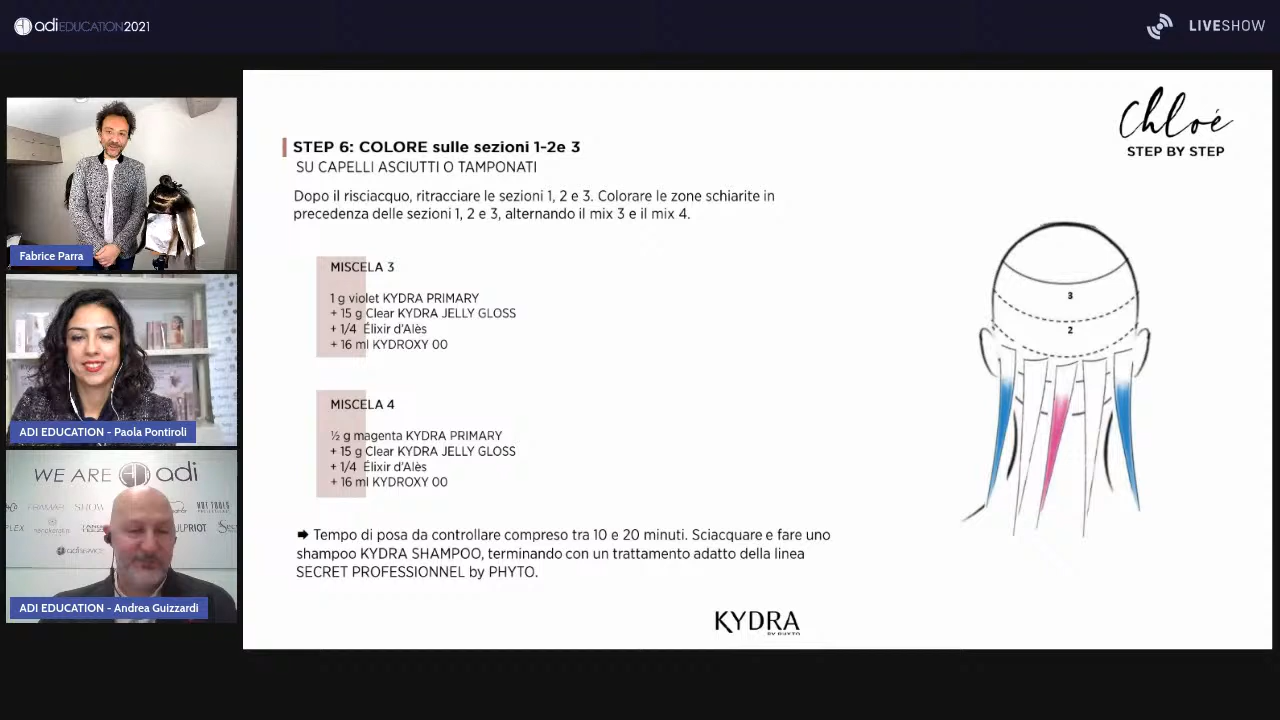 adi EDUCATION 2021
LIVESHOW
Fabrice Parra
ADI EDUCATION - Paola Pontiroli
WE ARE adi
ADI EDUCATION - Andrea Guizzardi
Chloé
STEP BY STEP
STEP 6: COLORE sulle sezioni 1-2e 3
SU CAPELLI ASCIUTTI O TAMPONATI
Dopo il risciacquo, ritracciare le sezioni 1, 2 e 3. Colorare le zone schiarite in
precedenza delle sezioni 1, 2 e 3, alternando il mix 3 e il mix 4.
MISCELA 3
1 g violet KYDRA PRIMARY
+ 15 g Clear KYDRA JELLY GLOSS
+ 1/4 Élixir d'Alès
+ 16 ml KYDROXY 00
MISCELA 4
½ g magenta KYDRA PRIMARY
+ 15 g Clear KYDRA JELLY GLOSS
+ 1/4 Élixir d'Alès
+ 16 ml KYDROXY 00
➡ Tempo di posa da controllare compreso tra 10 e 20 minuti. Sciacquare e fare uno
shampoo KYDRA SHAMPOO, terminando con un trattamento adatto della linea
SECRET PROFESSIONNEL by PHYTO.
3
2
KYDRA
BY PHYTO